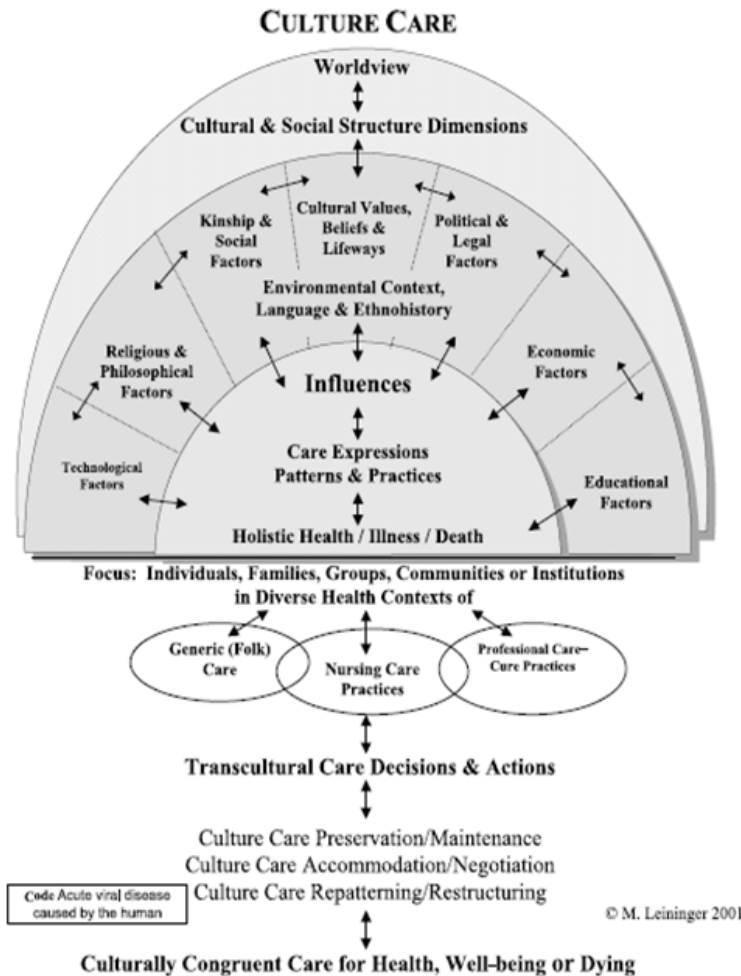 CULTURE CARE
Worldview
Cultural & Social Structure Dimensions
Kinship &
Social
Factors
Cultural Values,
Beliefs &
Lifeways
Political &
Legal
Factors
Environmental Context,
Language & Ethnohistory
Religious &
Philosophical
Factors
Economic
Factors
Influences
Technological
Factors
Care Expressions
Patterns & Practices
Educational
Factors
Holistic Health / Illness / Death
Focus: Individuals, Families, Groups, Communities or Institutions
in Diverse Health Contexts of
Generic (Folk)
Care
Nursing Care
Practices
Professional Care–
Cure Practices
Transcultural Care Decisions & Actions
Culture Care Preservation/Maintenance
Culture Care Accommodation/Negotiation
Culture Care Repatterning/Restructuring
Code Acute viral disease
caused by the human
© M. Leininger 2001
Culturally Congruent Care for Health, Well-being or Dying